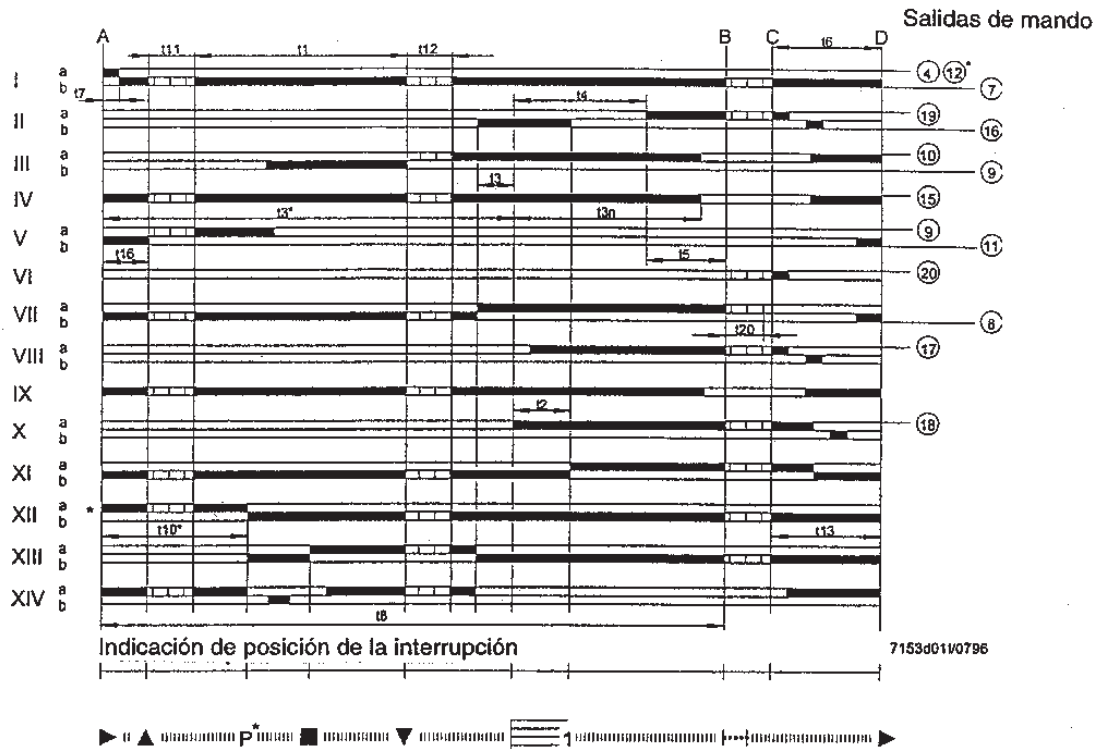 Salidas de mando
A B C D
t11 t1 t12 t6
I a b 4 12* 7
t7
II a b t4 19 16
III a b 10 9
t3
IV 15
t3* t3n
V a b 9 11
t16 t5
VI 20
VII a b 8
t20
VIII a b 17
IX
t2
X a 18
XI a b
* XII a b
t10* t13
XIII a b
XIV a b
t8
Indicación de posición de la interrupción
7153d01I/0796
P* 1